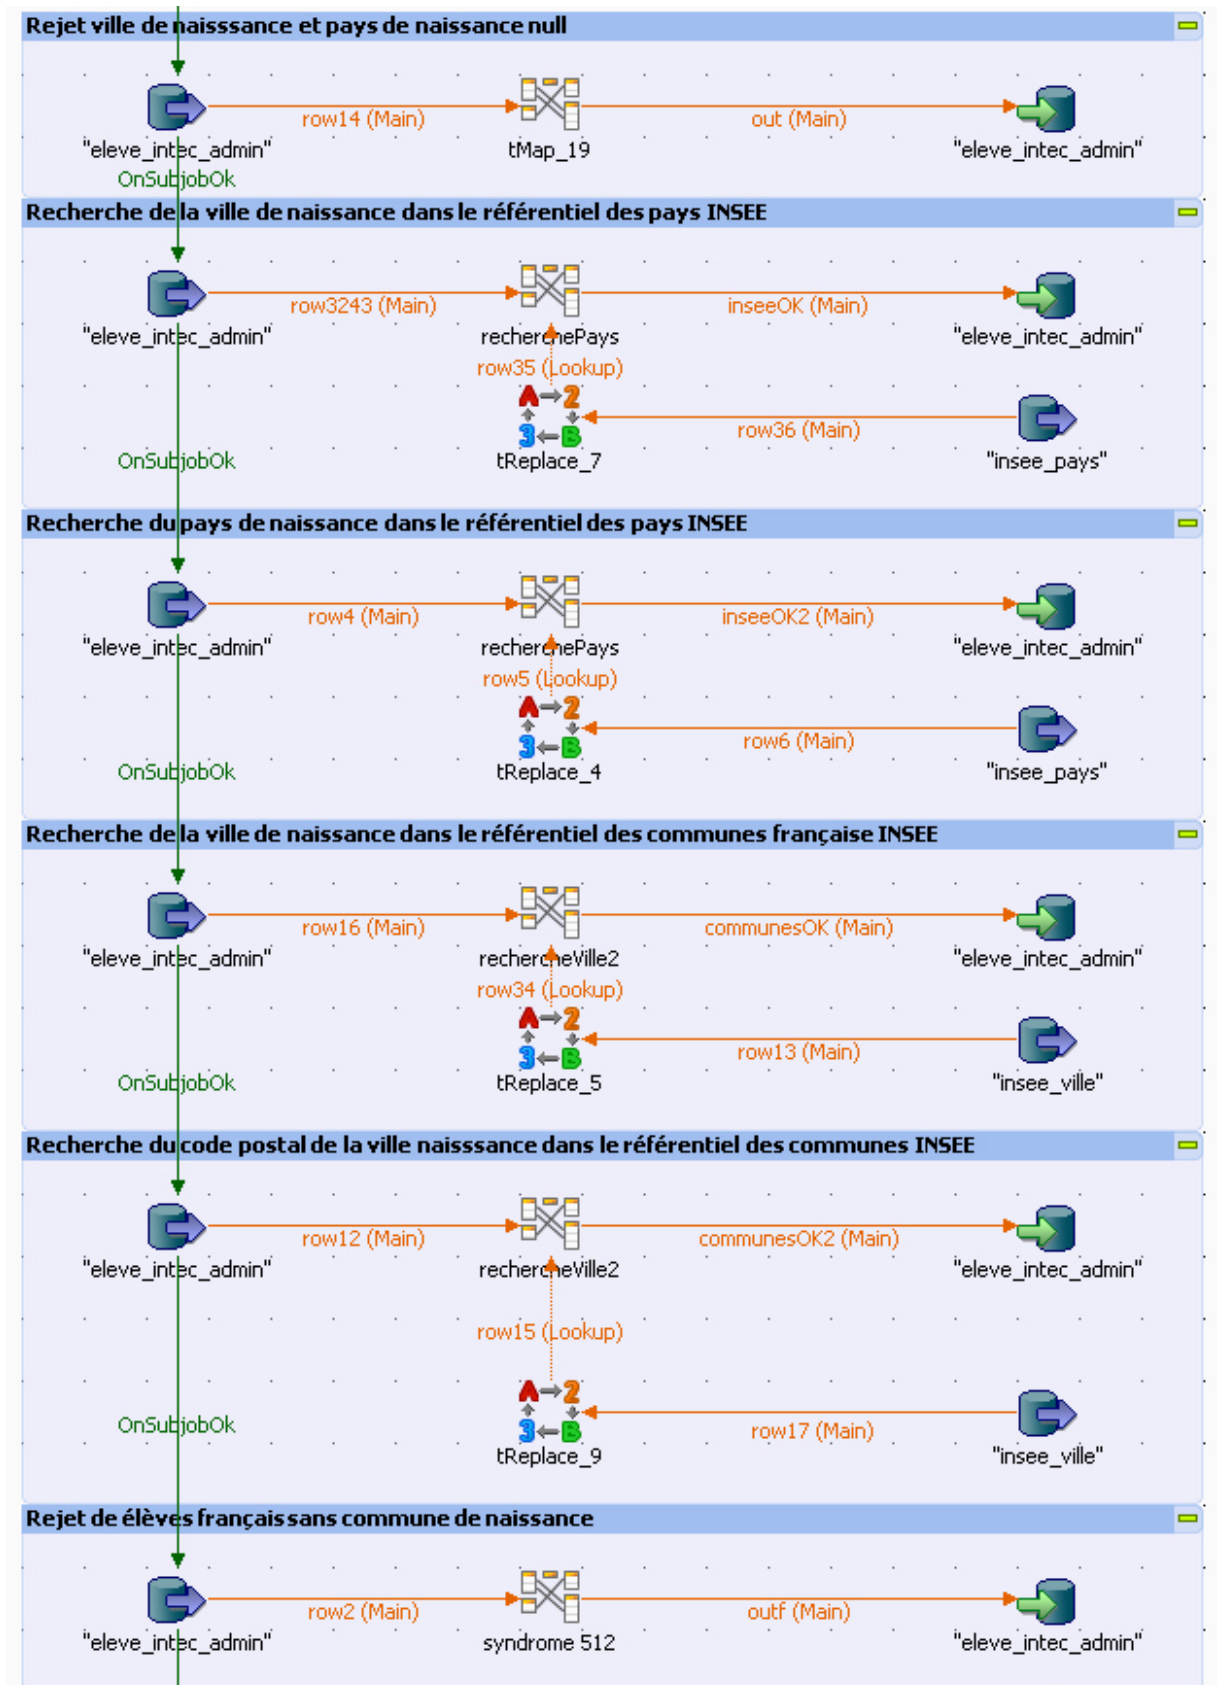 Rejet ville de naisssance et pays de naissance null
row14 (Main)
out (Main)
"eleve_intec_admin"
tMap_19
"eleve_intec_admin"
OnSubjobOk
Recherche de la ville de naissance dans le référentiel des pays INSEE
row3243 (Main)
inseeOK (Main)
"eleve_intec_admin"
recherchePays
"eleve_intec_admin"
row35 (Lookup)
row36 (Main)
OnSubjobOk
tReplace_7
"insee_pays"
Recherche du pays de naissance dans le référentiel des pays INSEE
row4 (Main)
inseeOK2 (Main)
"eleve_intec_admin"
recherchePays
"eleve_intec_admin"
row5 (Lookup)
row6 (Main)
OnSubjobOk
tReplace_4
"insee_pays"
Recherche de la ville de naissance dans le référentiel des communes française INSEE
row16 (Main)
communesOK (Main)
"eleve_intec_admin"
rechercheVille2
"eleve_intec_admin"
row34 (Lookup)
row13 (Main)
OnSubjobOk
tReplace_5
"insee_ville"
Recherche du code postal de la ville naisssance dans le référentiel des communes INSEE
row12 (Main)
communesOK2 (Main)
"eleve_intec_admin"
rechercheVille2
"eleve_intec_admin"
row15 (Lookup)
row17 (Main)
OnSubjobOk
tReplace_9
"insee_ville"
Rejet de élèves français sans commune de naissance
row2 (Main)
outf (Main)
"eleve_intec_admin"
syndrome 512
"eleve_intec_admin"